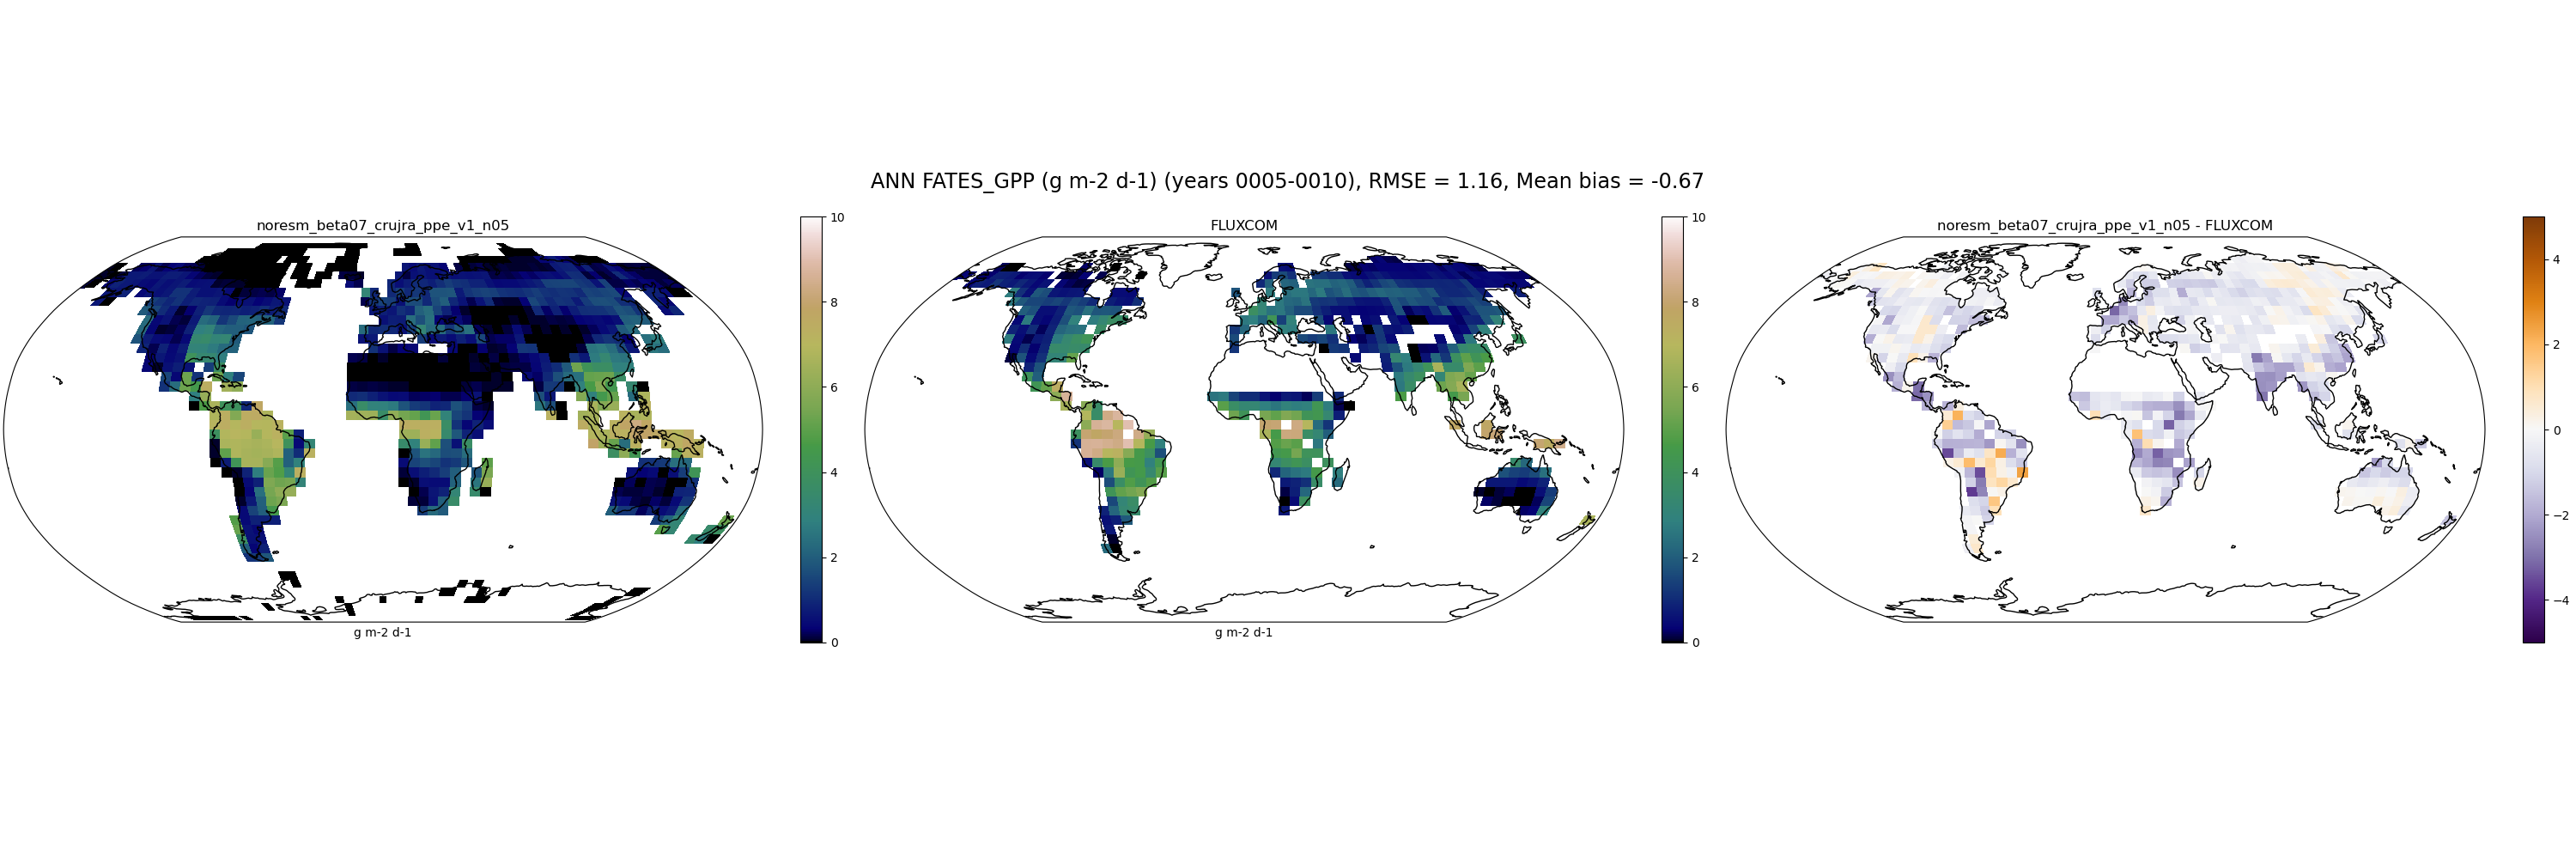 ANN FATES_GPP (g m-2 d-1) (years 0005-0010), RMSE = 1.16, Mean bias = -0.67
noresm_beta07_crujra_ppe_v1_n05
10
8
6
4
2
0
g m-2 d-1
FLUXCOM
10
8
6
4
2
0
g m-2 d-1
noresm_beta07_crujra_ppe_v1_n05 - FLUXCOM
4
2
0
−2
−4